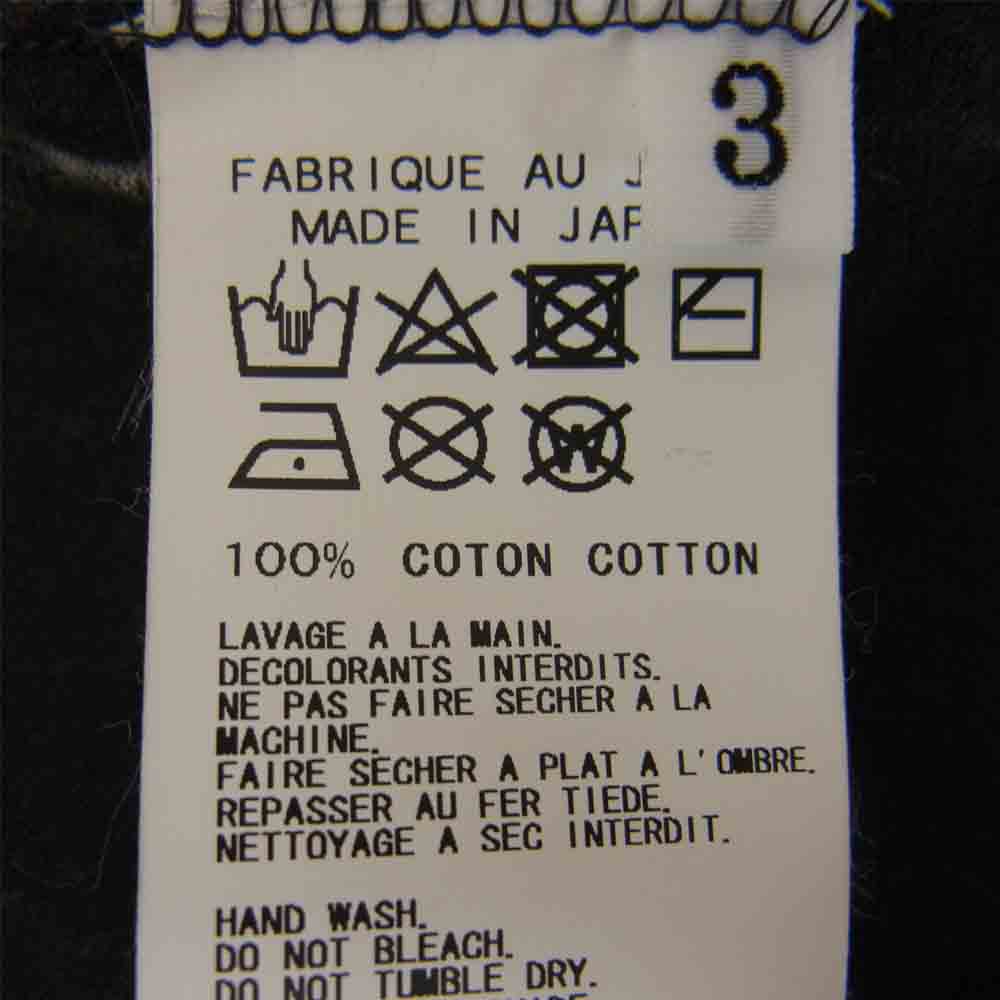 3
FABRIQUE AU
MADE IN
100% COTON COTTON
LAVAGE A LA MAIN.
DECOLORANTS INTERDITS.
NE PAS FAIRE SECHER A LA
MACHINE.
FAIRE SECHER A PLAT A L'OMBRE.
REPASSER AU FER TIEDE.
NETTOYAGE A SEC INTERDIT.
HAND WASH.
DO NOT BLEACH.
DO NOT TUMBLE DRY.